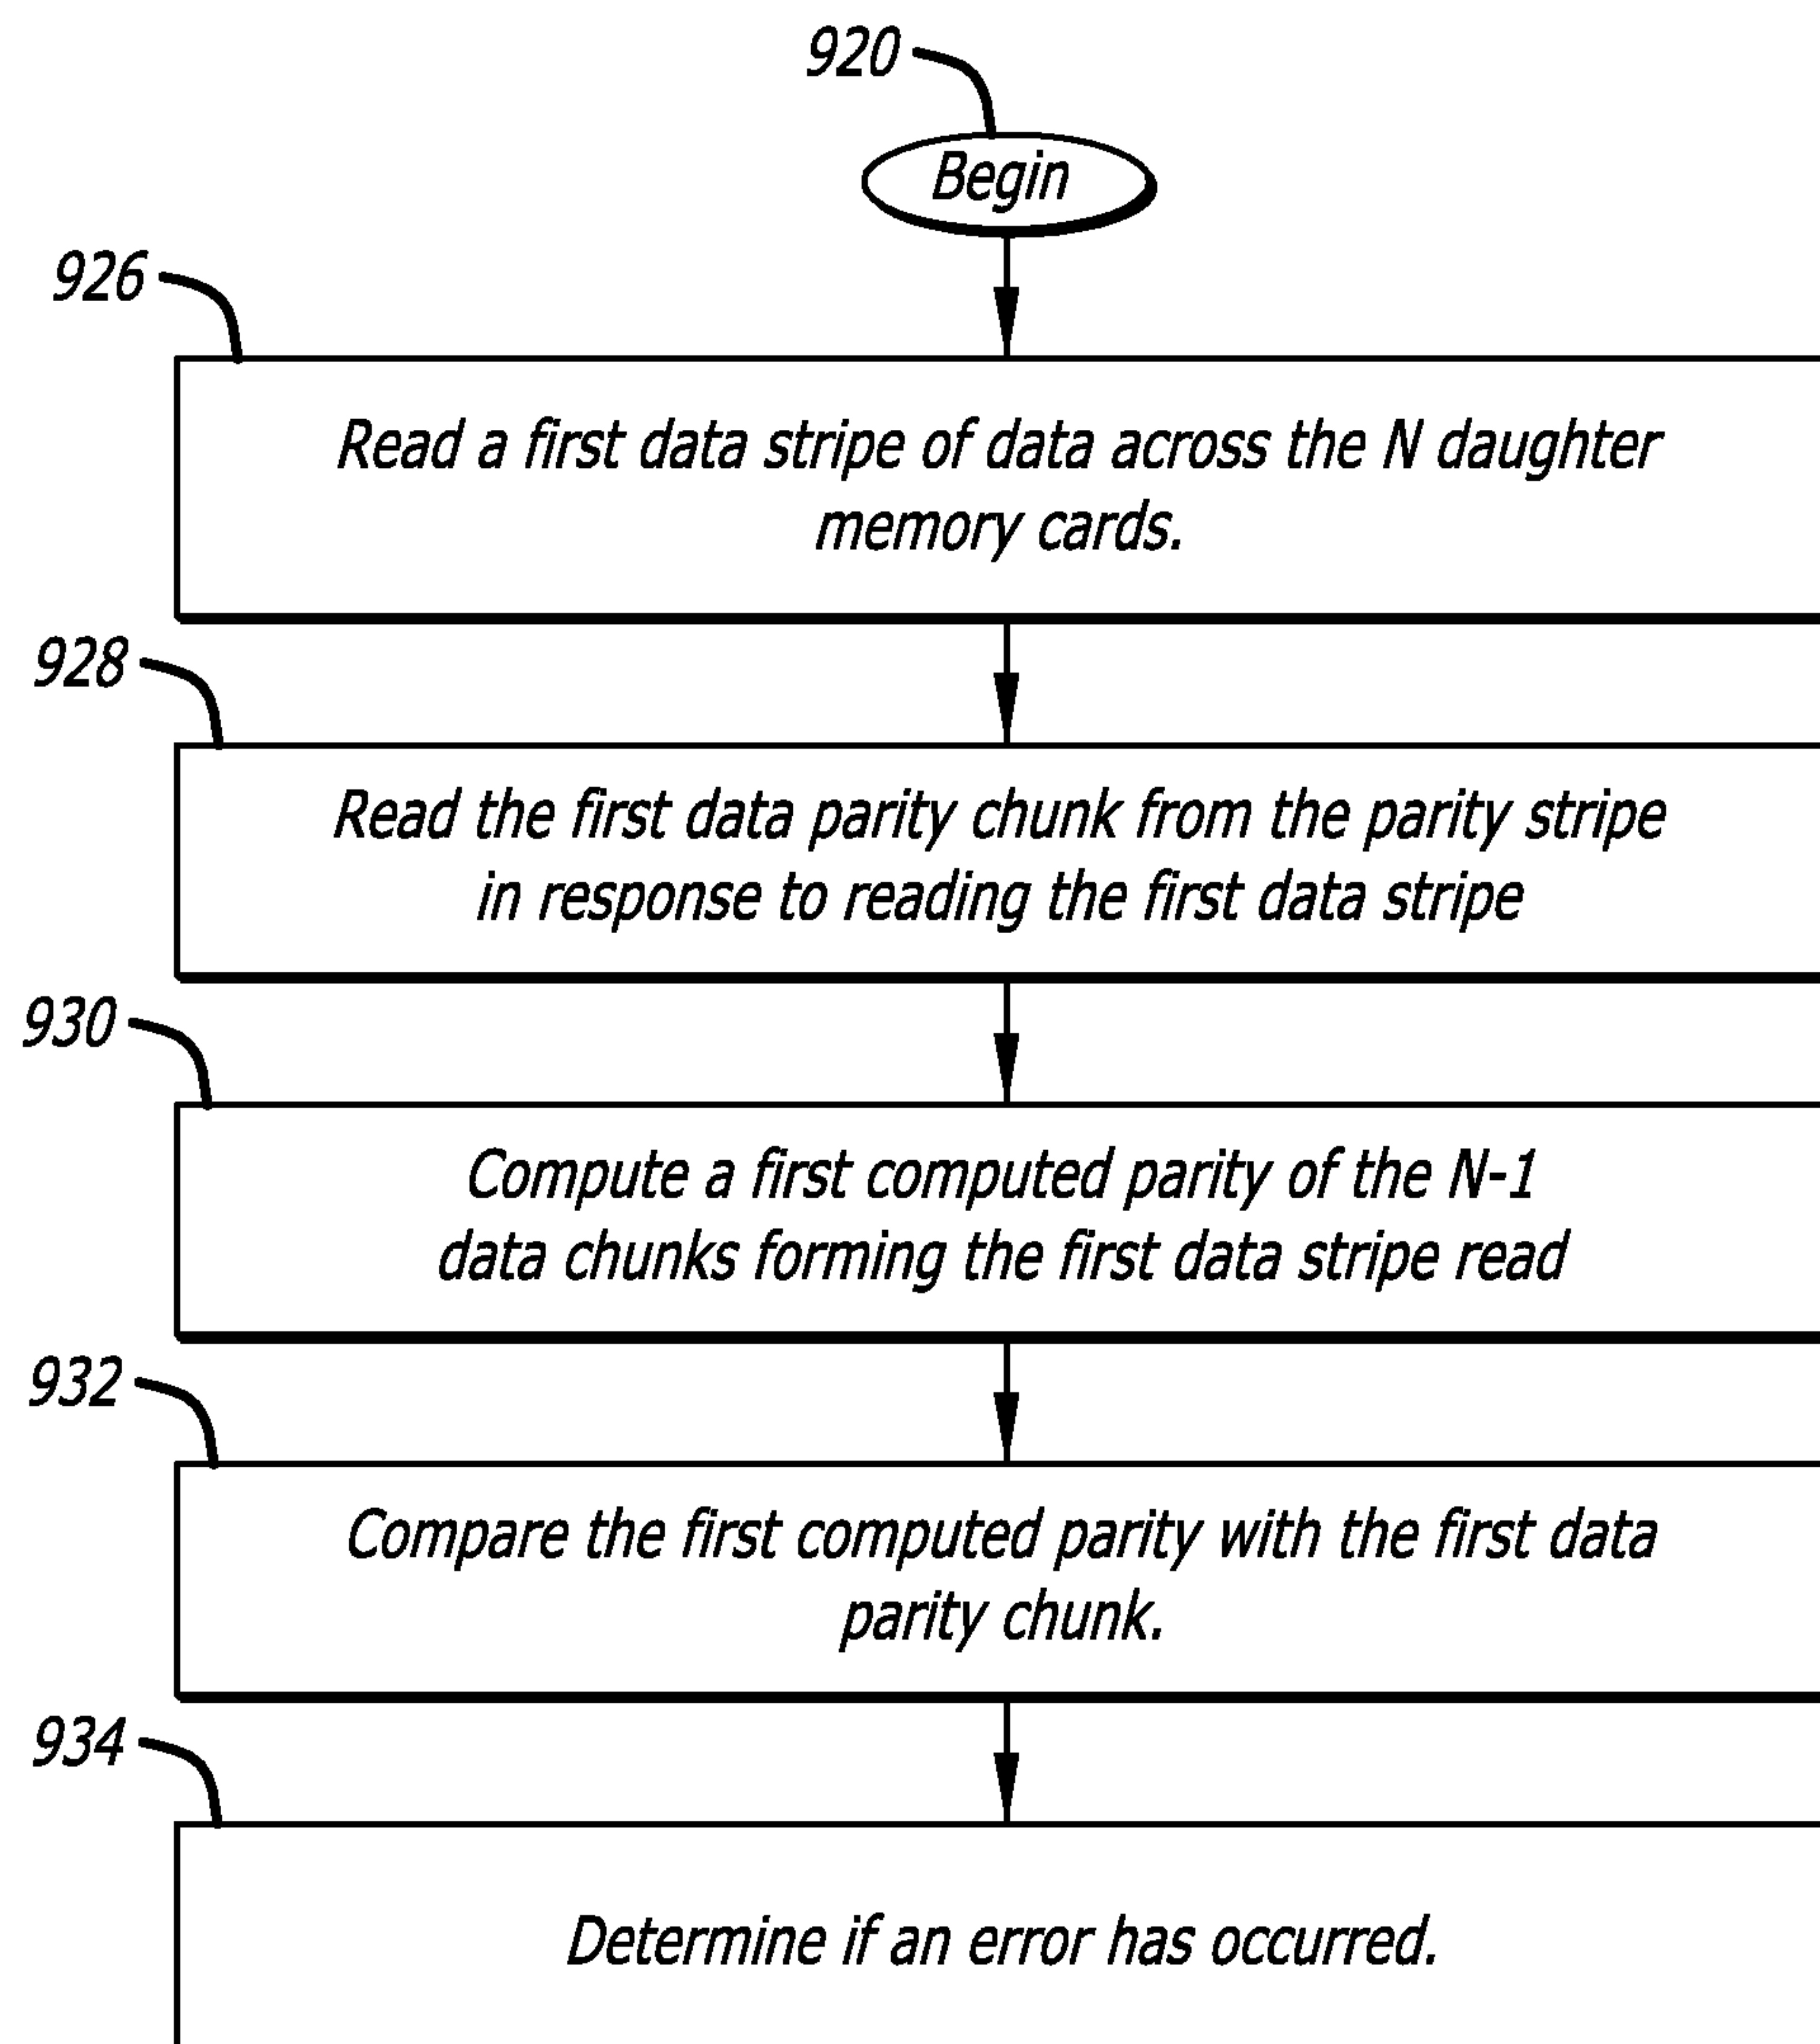 920
Begin
926
Read a first data stripe of data across the N daughter
memory cards.
928
Read the first data parity chunk from the parity stripe
in response to reading the first data stripe
930
Compute a first computed parity of the N-1
data chunks forming the first data stripe read
932
Compare the first computed parity with the first data
parity chunk.
934
Determine if an error has occurred.